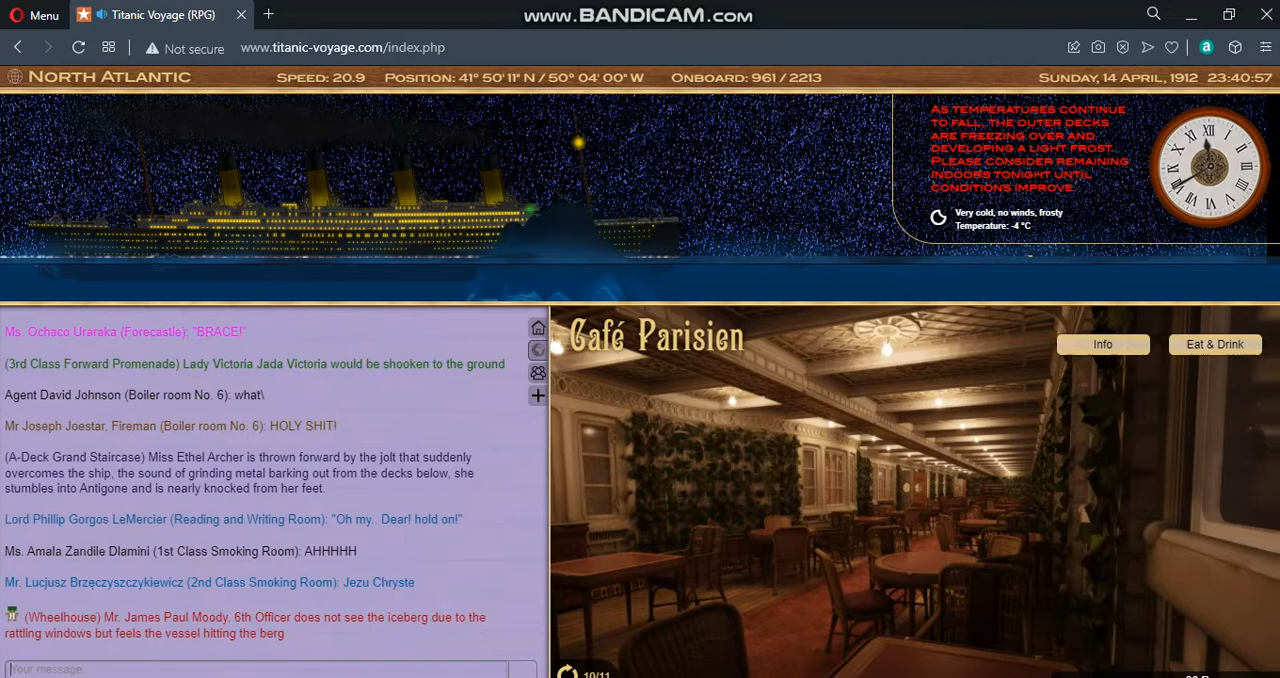 www.BANDICAM.com
Menu
Titanic Voyage (RPG)
Not secure
www.titanic-voyage.com/index.php
a
North Atlantic
Speed: 20.9
Position: 41° 50' 11" N / 50° 04' 00" W
Onboard: 961 / 2213
Sunday, 14 April, 1912 23:40:57
As temperatures continue
to fall, the outer decks
are freezing over and
developing a light frost.
Please consider remaining
indoors tonight until
conditions improve.
Very cold, no winds, frosty
Temperature: -4 °C
Ms. Ochaco Uraraka (Forecastle): "BRACE!"
(3rd Class Forward Promenade) Lady Victoria Jada Victoria would be shooken to the ground
Agent David Johnson (Boiler room No. 6): what\
Mr Joseph Joestar, Fireman (Boiler room No. 6): HOLY SHIT!
(A-Deck Grand Staircase) Miss Ethel Archer is thrown forward by the jolt that suddenly
overcomes the ship, the sound of grinding metal barking out from the decks below, she
stumbles into Antigone and is nearly knocked from her feet.
Lord Phillip Gorgos LeMercier (Reading and Writing Room): "Oh my.. Dear! hold on!"
Ms. Amala Zandile Dlamini (1st Class Smoking Room): AHHHHH
Mr. Lucjusz Brzęczyszczykiewicz (2nd Class Smoking Room): Jezu Chryste
(Wheelhouse) Mr. James Paul Moody, 6th Officer does not see the iceberg due to the
rattling windows but feels the vessel hitting the berg
Your message
Café Parisien
Info
Eat & Drink
10/11